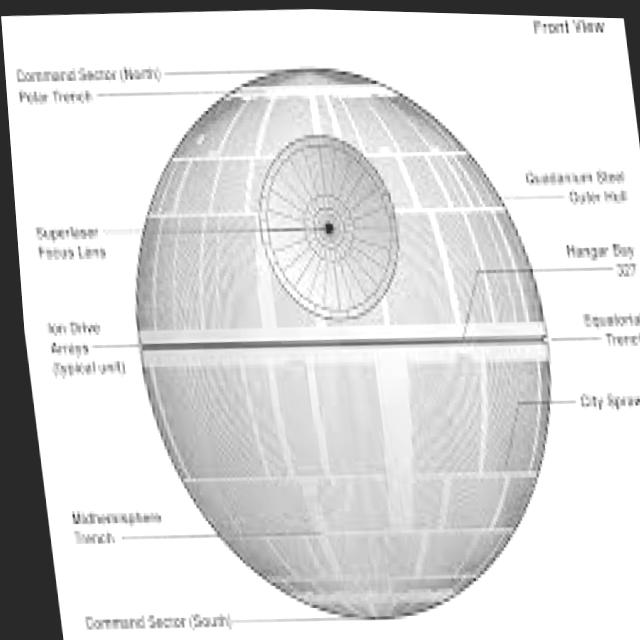 Front View
Command Sector (North)
Polar Trench
Quadanium Steel
Outer Hull
Superlaser
Focus Lens
Hangar Bay
327
Ion Drive
Arrays
(typical unit)
Equatorial
Trench
City Spraw
Midhemisphere
Trench
Command Sector (South)